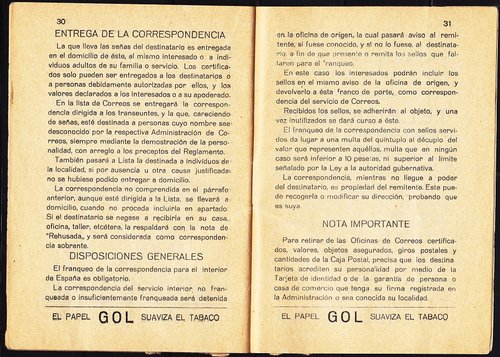 30
ENTREGA DE LA CORRESPONDENCIA
La que lleva las señas del destinatario es entregada
en el domicilio de éste, al mismo interesado o a indi-
viduos adultos de su familia o servicio. Los certifica-
dos solo pueden ser entregados a los destinatarios o
a personas debidamente autorizadas por ellos, y los
valores declarados a los interesados o a su apoderado.
En la lista de Correos se entregará la correspon-
dencia dirigida a los transeuntes, y la que, careciendo
de señas, esté destinada a personas cuyo nombre sea
desconocido por la respectiva Administración de Co-
rreos, siempre mediante la demostración de la perso-
nalidad, con arreglo a los preceptos del Reglamento.
También pasará a Lista la destinada a individuos de
la localidad, si por ausencia u otra causa justificada
no se hubiese podido entregar a domicilio.
La correspondencia no comprendida en el párrafo
anterior, aunque esté dirigida a la Lista, se llevará a
domicilio, cuando no proceda incluirla en apartado.
Si el destinatario se negase a recibirla en su casa,
oficina, taller, etcétera, la respaldará con la nota de
"Rehusada, y será considerada como corresponden-
cia sobrante.
DISPOSICIONES GENERALES
El franqueo de la correspondencia para el interior
de España es obligatorio.
La correspondencia del servicio interior no fran-
queada o insuficientemente franqueada será detenida
EL PAPEL GOL SUAVIZA EL TABACO
31
en la oficina de origen, la cual pasará aviso al remi-
tente, si fuese conocido, y si no lo fuese, al destinata-
rio, a fin de que presente o remita los sellos que fal-
taren para el franqueo.
En este caso los interesados podrán incluir los
sellos en el mismo aviso de la oficina de origen, y
devolverlo a ésta franco de porte, como correspon-
dencia del servicio de Correos.
Recibidos los sellos, se adherirán al objeto, y una
vez inutilizados se dará curso a éste.
El franqueo de la correspondencia con sellos servi-
dos da lugar a una multa del quíntuplo al décuplo del
valor que representen aquéllos, multa que en ningún
caso será inferior a 10 pesetas, ni superior al límite
señalado por la Ley a la autoridad gubernativa.
La correspondencia, mientras no llegue a poder
del destinatario, es propiedad del remitente. Este pue-
de recogerla o modificar su dirección, probando que
es suya.
NOTA IMPORTANTE
Para retirar de las Oficinas de Correos certifica-
dos, valores, objetos asegurados, giros postales y
cantidades de la Caja Postal, precisa que los destina-
tarios acrediten su personalidad por medio de la
Tarjeta de identidad o de la garantía de persona o
casa de comercio que tenga su firma registrada en
la Administración o sea conocida su localidad.
EL PAPEL GOL SUAVIZA EL TABACO